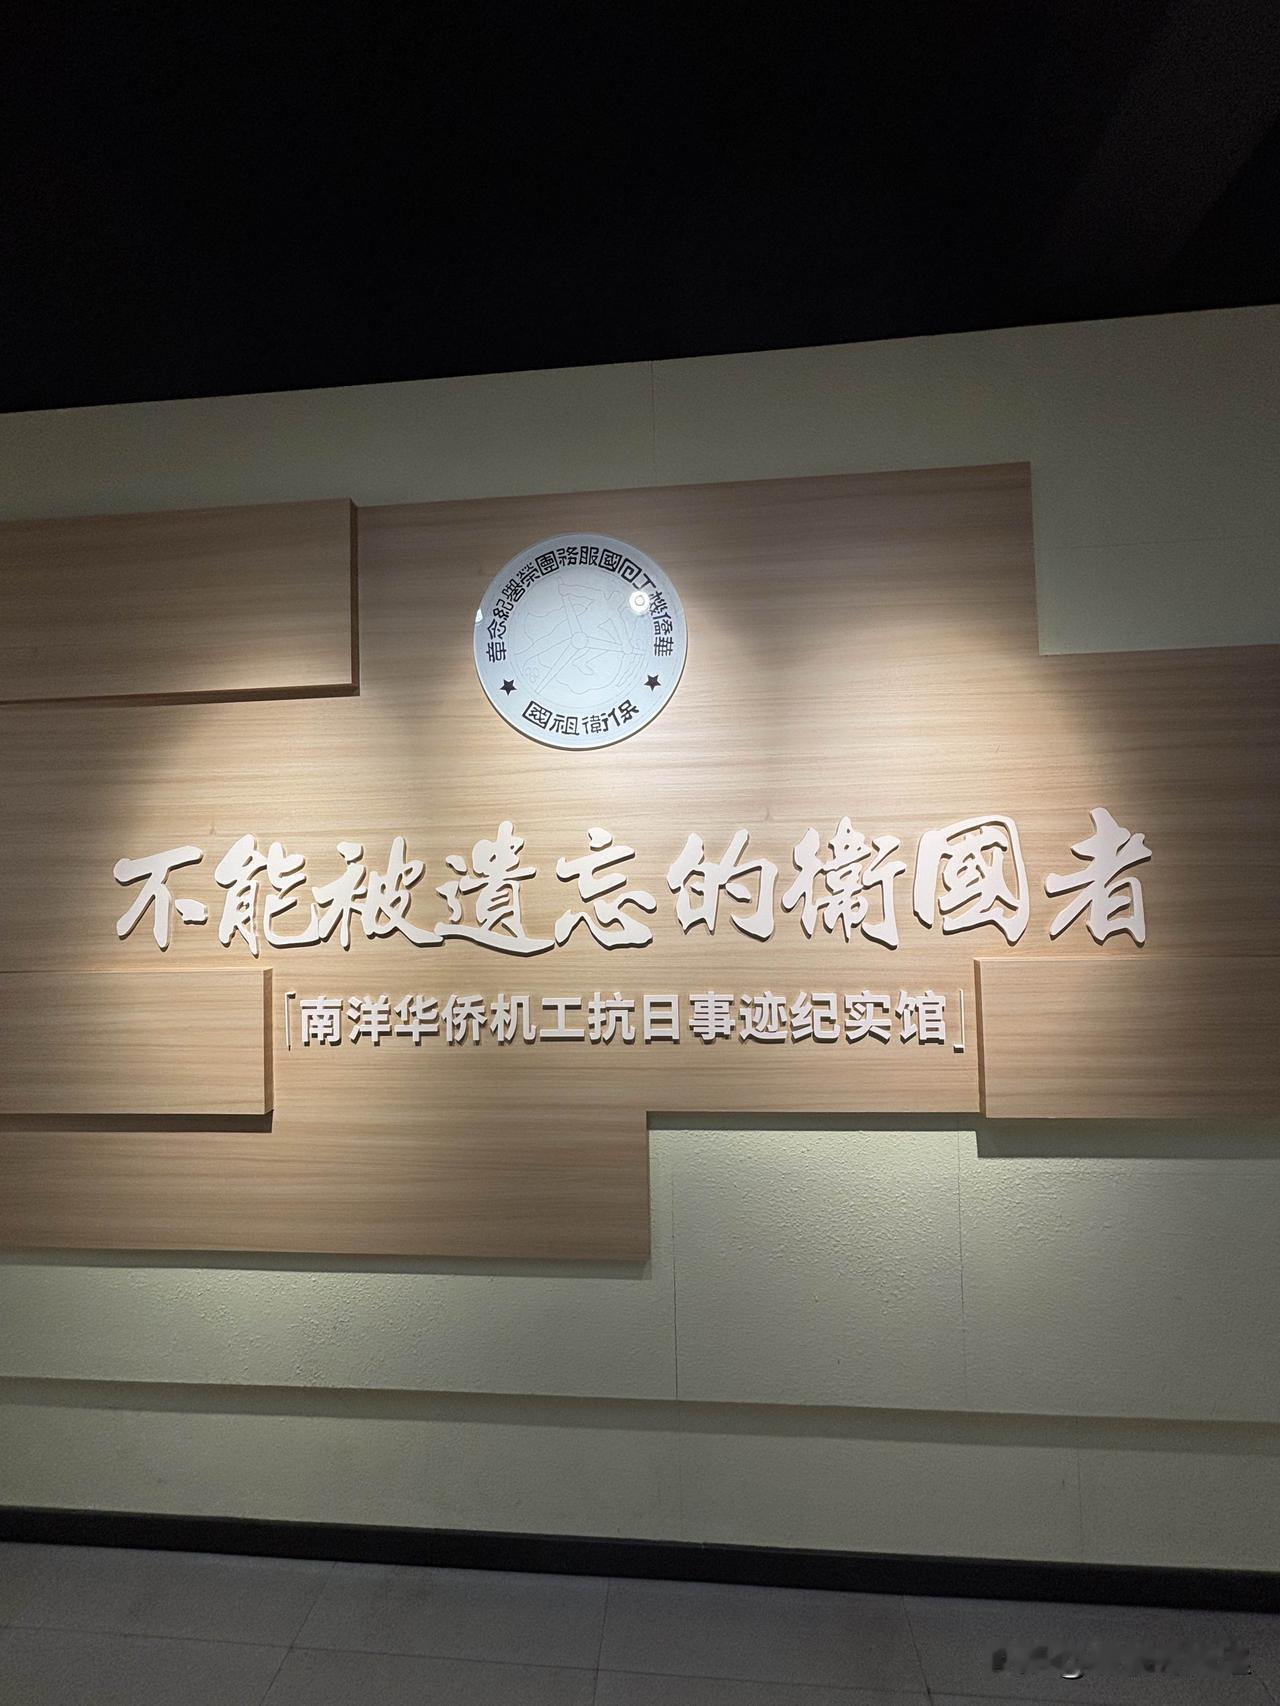 華僑機工回國服務團榮譽紀念章
保衛祖國
不能被遺忘的衛國者
「南洋华侨机工抗日事迹纪实馆」